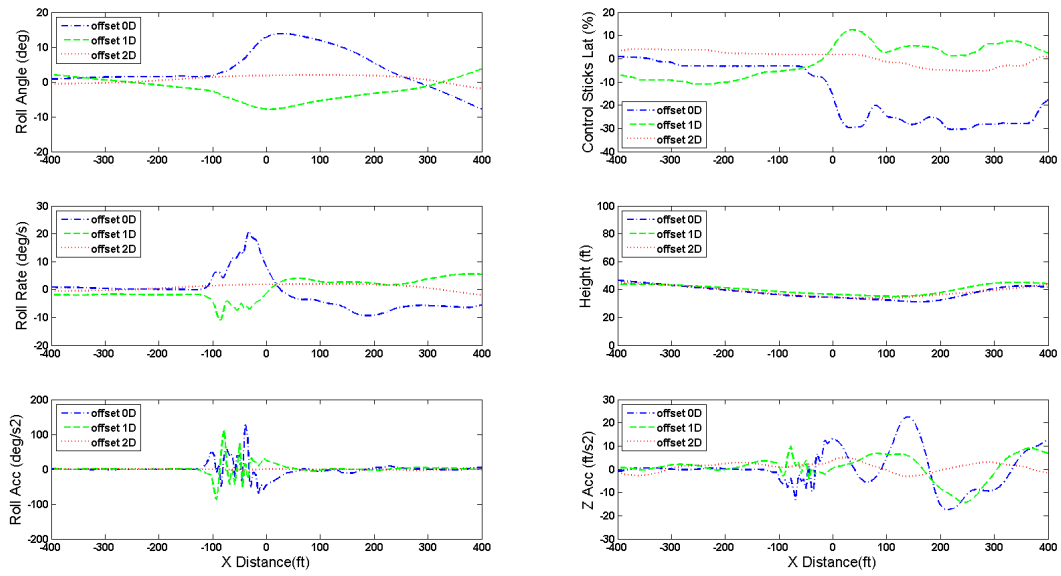 Roll Angle (deg)
20
10
0
-10
-20
offset 0D
offset 1D
offset 2D
-400 -300 -200 -100 0 100 200 300 400
Control Sticks Lat (%)
20
10
0
-10
-20
-30
-40
offset 0D
offset 1D
offset 2D
-400 -300 -200 -100 0 100 200 300 400
Roll Rate (deg/s)
30
20
10
0
-10
-20
offset 0D
offset 1D
offset 2D
-400 -300 -200 -100 0 100 200 300 400
Height (ft)
100
80
60
40
20
0
offset 0D
offset 1D
offset 2D
-400 -300 -200 -100 0 100 200 300 400
Roll Acc (deg/s2)
200
100
0
-100
-200
offset 0D
offset 1D
offset 2D
-400 -300 -200 -100 0 100 200 300 400
X Distance(ft)
Z Acc (ft/s2)
30
20
10
0
-10
-20
-30
offset 0D
offset 1D
offset 2D
-400 -300 -200 -100 0 100 200 300 400
X Distance(ft)